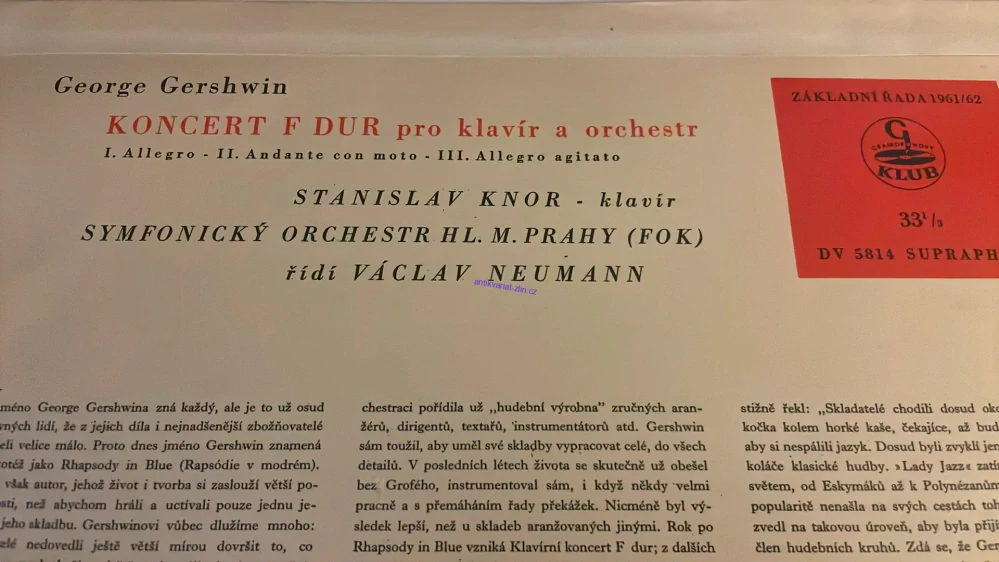 George Gershwin
KONCERT F DUR pro klavír a orchestr
I. Allegro - II. Andante con moto - III. Allegro agitato
STANISLAV KNOR - klavír
SYMFONICKÝ ORCHESTR HL. M. PRAHY (FOK)
řídí VÁCLAV NEUMANN
antikvariat-zlin.cz
ZÁKLADNÍ ŘADA 1961/62
G
GRAMOFONOVÝ
KLUB
33¹/₃
DV 5814 SUPRAPH
méno George Gershwina zná každý, ale je to už osud
vných lidí, že z jejich díla i nejnadšenější zbožňovatelé
eli velice málo. Proto dnes jméno Gershwin znamená
totéž jako Rhapsody in Blue (Rapsódie v modrém).
však autor, jehož život i tvorba si zaslouží větší po-
sti, než abychom hráli a uctívali pouze jednu je-
jeho skladbu. Gershwinovi vůbec dlužíme mnoho:
elé nedovedli ještě větší mírou dovršit to, co
chestraci pořídila už „hudební výrobna" zručných aran-
žérů, dirigentů, textařů, instrumentátorů atd. Gershwin
sám toužil, aby uměl své skladby vypracovat celé, do všech
detailů. V posledních létech života se skutečně už obešel
bez Grofého, instrumentoval sám, i když někdy velmi
pracně a s přemáháním řady překážek. Nicméně byl vý-
sledek lepší, než u skladeb aranžovaných jinými. Rok po
Rhapsody in Blue vzniká Klavírní koncert F dur; z dalších
stižně řekl: „Skladatelé chodili dosud oko
kočka kolem horké kaše, čekajíce, až bud
aby si nespálili jazyk. Dosud byli zvyklí jen
koláče klasické hudby. »Lady Jazz« zatí
světem, od Eskymáků až k Polynézanům
popularitě nenašla na svých cestách toh
zvedl na takovou úroveň, aby byla přiji
člen hudebních kruhů. Zdá se, že Ger